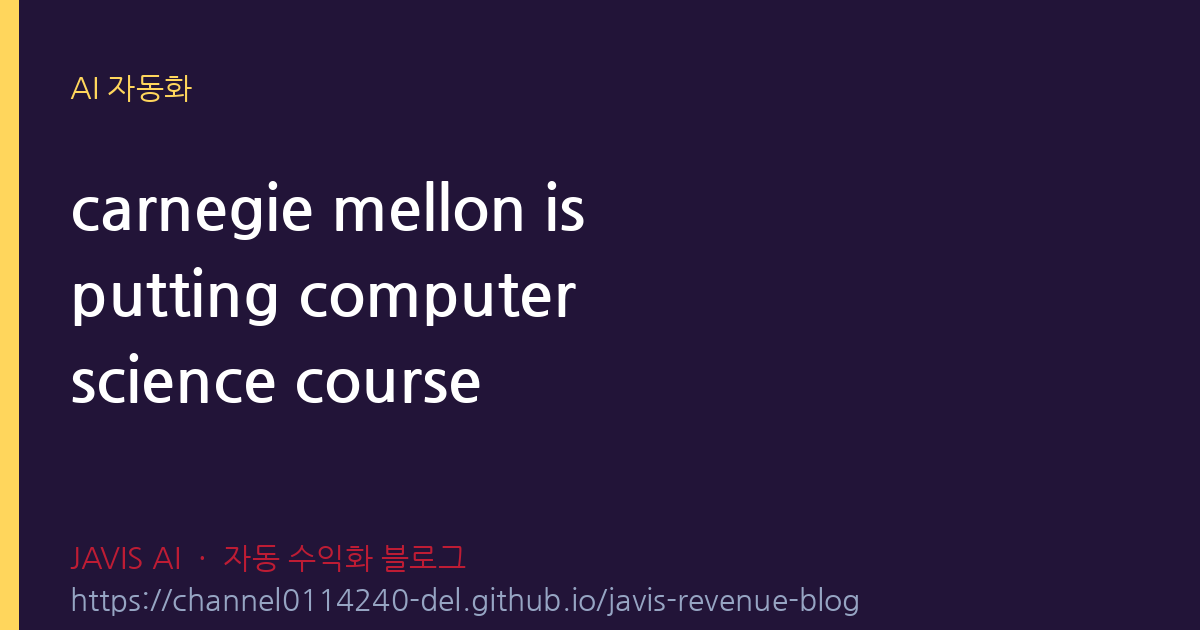 AI 자동화
carnegie mellon is
putting computer
science course
JAVIS AI · 자동 수익화 블로그
https://channel0114240-del.github.io/javis-revenue-blog